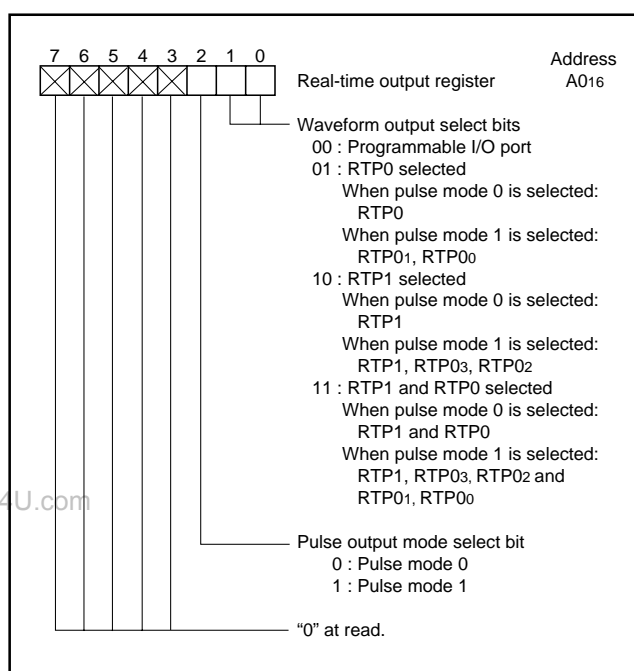 7 6 5 4 3 2 1 0
Address
Real-time output register A0₁₆
Waveform output select bits
00 : Programmable I/O port
01 : RTP0 selected
When pulse mode 0 is selected:
RTP0
When pulse mode 1 is selected:
RTP0₁, RTP0₀
10 : RTP1 selected
When pulse mode 0 is selected:
RTP1
When pulse mode 1 is selected:
RTP1, RTP0₃, RTP0₂
11 : RTP1 and RTP0 selected
When pulse mode 0 is selected:
RTP1 and RTP0
When pulse mode 1 is selected:
RTP1, RTP0₃, RTP0₂ and
RTP0₁, RTP0₀
4U.com
Pulse output mode select bit
0 : Pulse mode 0
1 : Pulse mode 1
“0” at read.